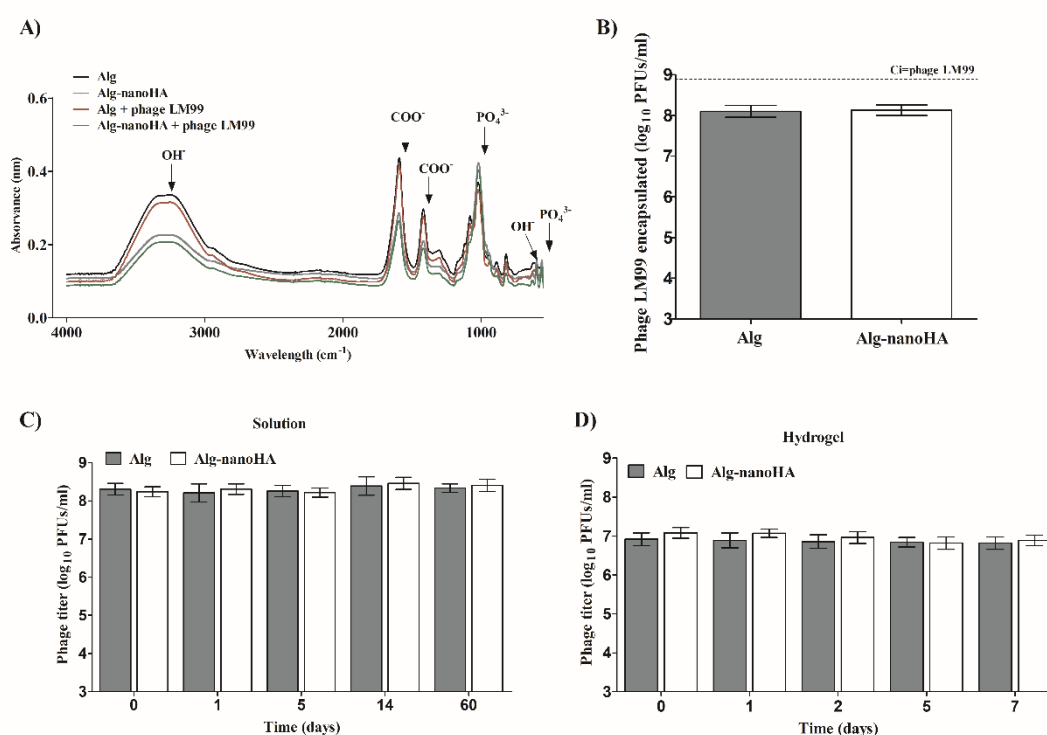 A)
Alg
Alg-nanoHA
Alg + phage LM99
Alg-nanoHA + phage LM99
OH⁻
COO⁻
COO⁻
PO₄³⁻
OH⁻
PO₄³⁻
0.6
0.4
0.2
0.0
Absorvance (nm)
4000 3000 2000 1000
Wavelength (cm⁻¹)
B)
Ci=phage LM99
Phage LM99 encapsulated (log₁₀ PFUs/ml)
9
8
7
6
5
4
3
Alg Alg-nanoHA
C)
Solution
Alg Alg-nanoHA
Phage titer (log₁₀ PFUs/ml)
9
8
7
6
5
4
3
0 1 5 14 60
Time (days)
D)
Hydrogel
Alg Alg-nanoHA
Phage titer (log₁₀ PFUs/ml)
9
8
7
6
5
4
3
0 1 2 5 7
Time (days)